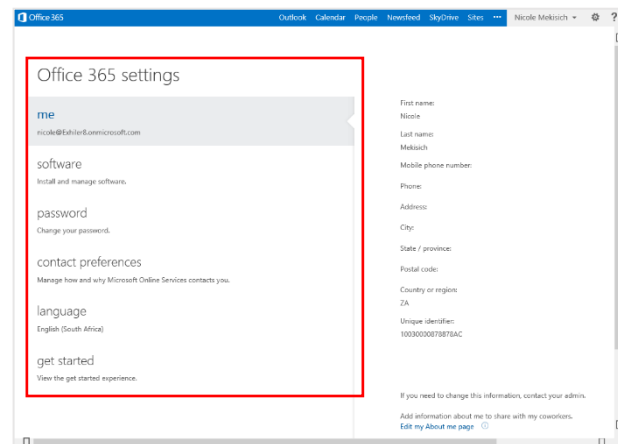 Office 365
Outlook Calendar People Newsfeed SkyDrive Sites ••• Nicole Mekisich ?
Office 365 settings
me
nicole@Exhiler8.onmicrosoft.com
software
Install and manage software.
password
Change your password.
contact preferences
Manage how and why Microsoft Online Services contacts you.
language
English (South Africa)
get started
View the get started experience.
First name:
Nicole
Last name:
Mekisich
Mobile phone number:
Phone:
Address:
City:
State / province:
Postal code:
Country or region:
ZA
Unique identifier:
10030000878878AC
If you need to change this information, contact your admin.
Add information about me to share with my coworkers.
Edit my About me page